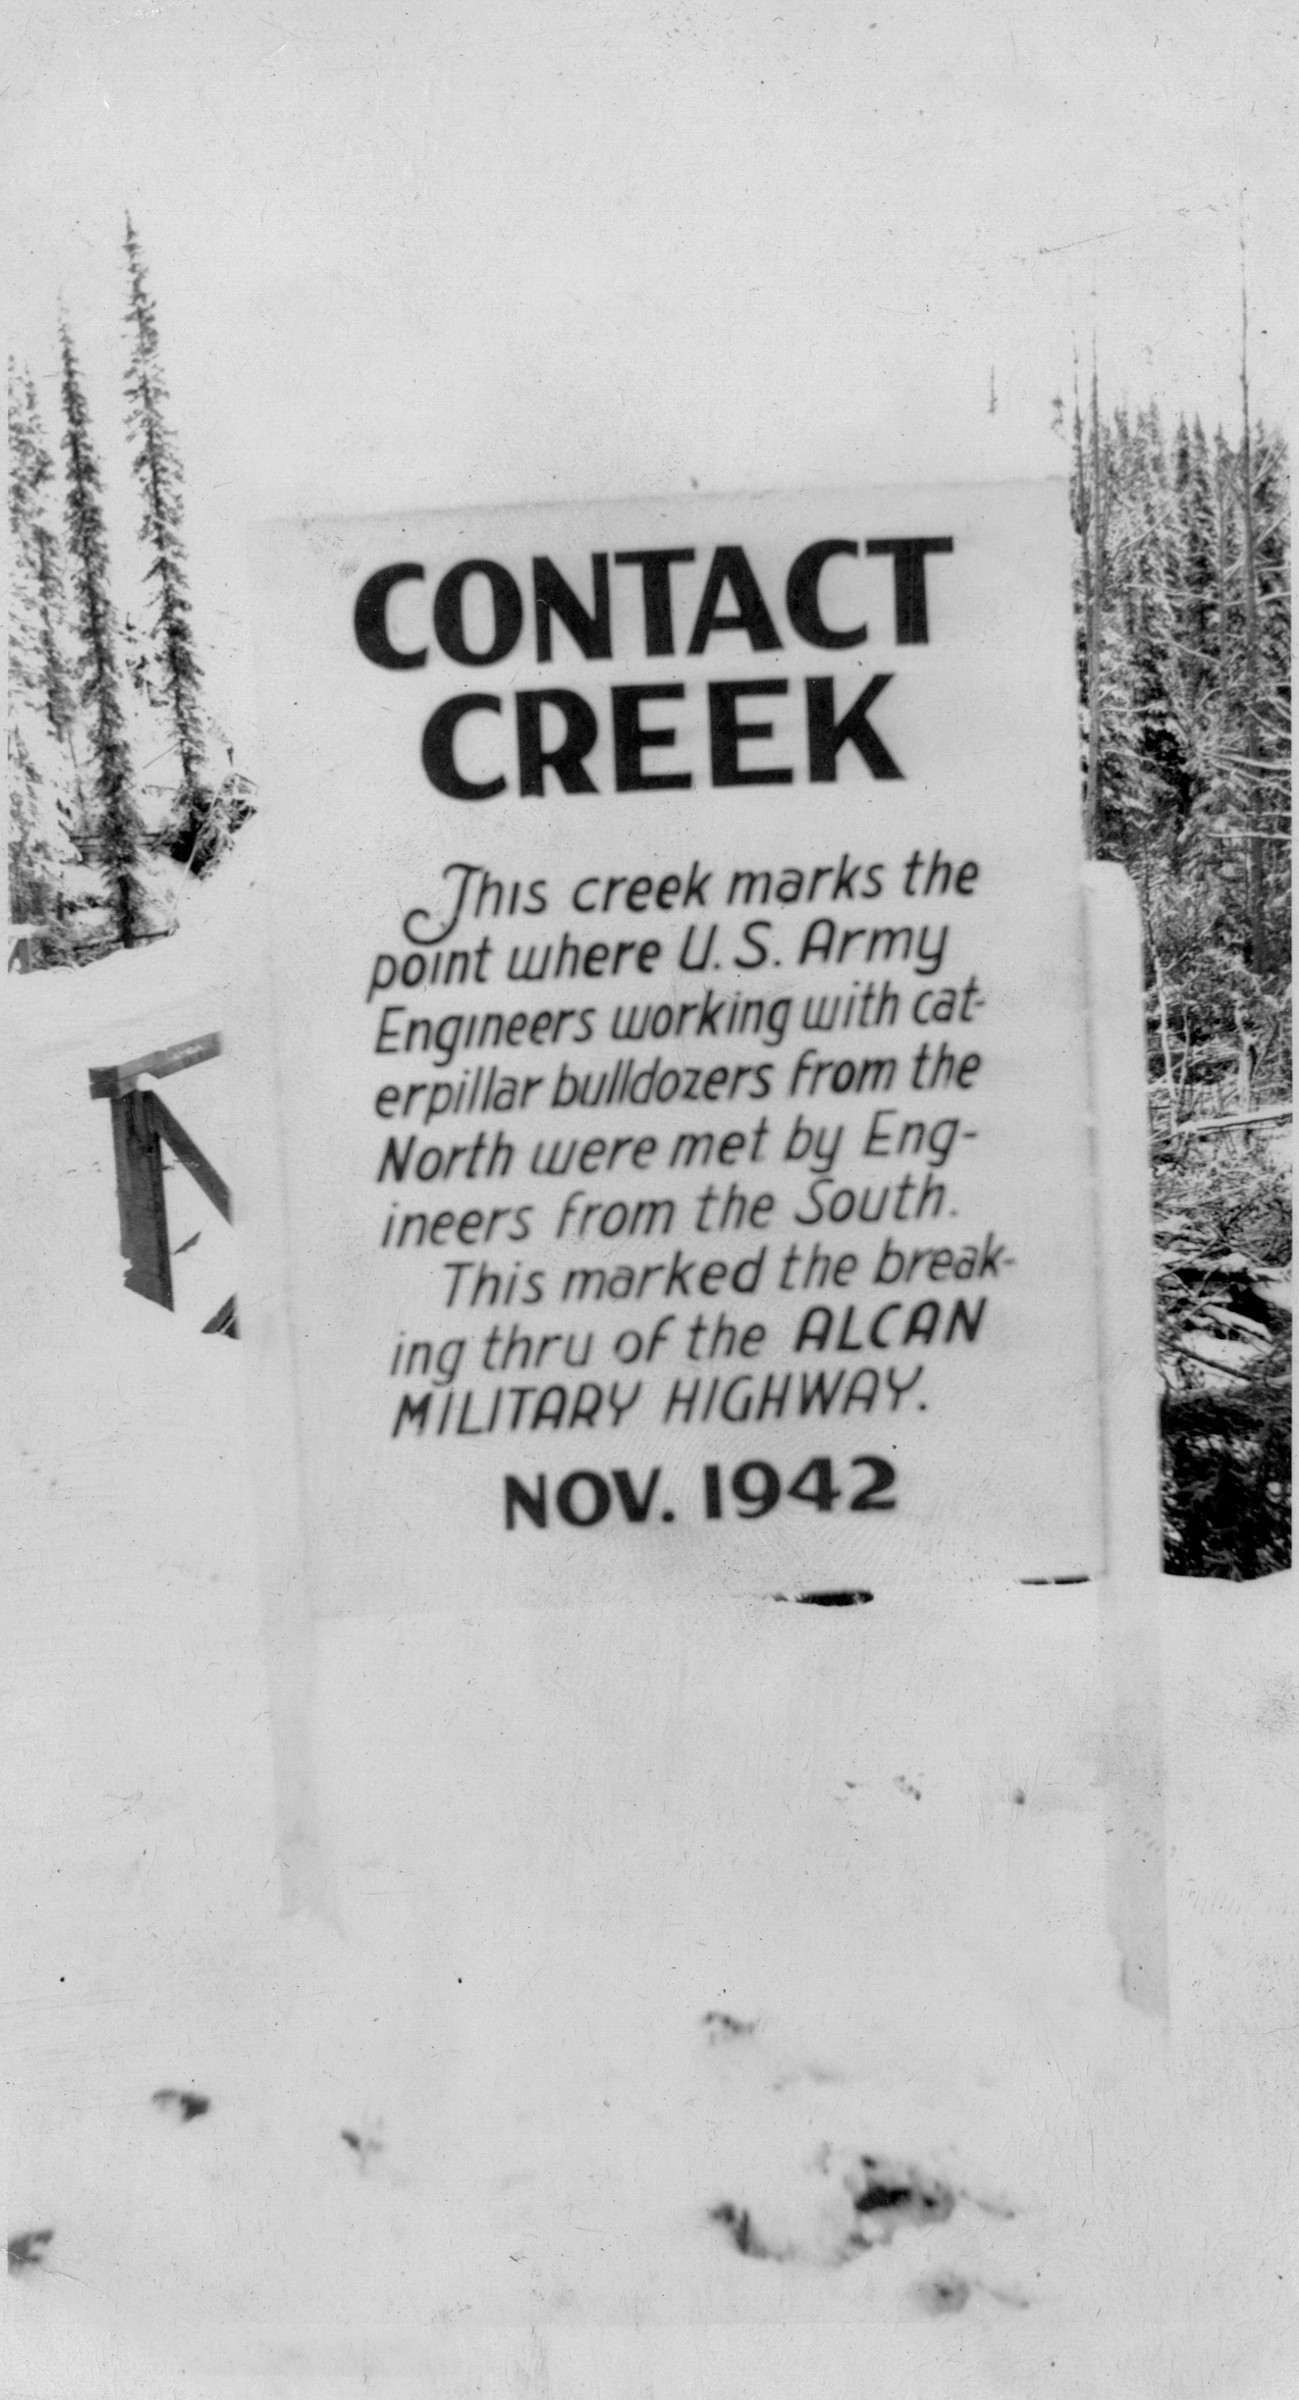 CONTACT
CREEK
This creek marks the
point where U.S. Army
Engineers working with cat-
erpillar bulldozers from the
North were met by Eng-
ineers from the South.
This marked the break-
ing thru of the ALCAN
MILITARY HIGHWAY.
NOV. 1942